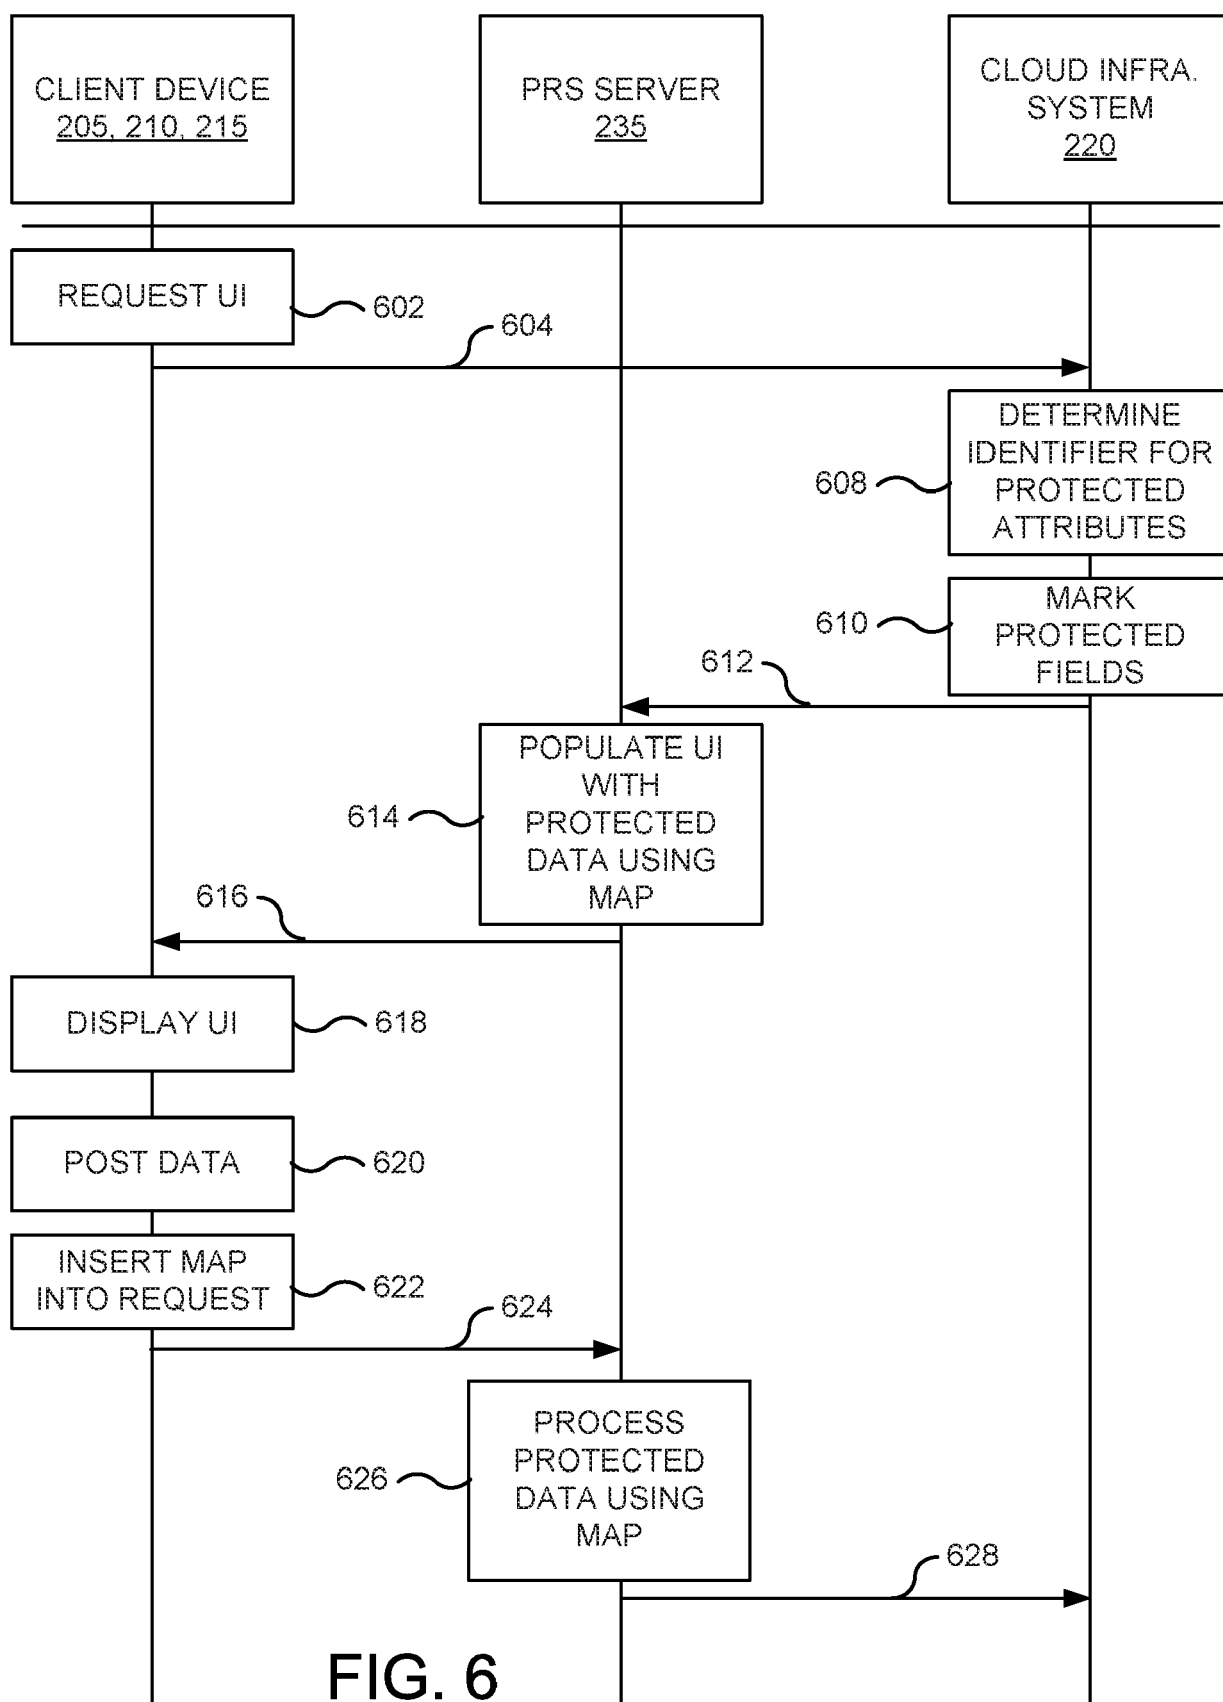 CLIENT DEVICE
205, 210, 215
PRS SERVER
235
CLOUD INFRA.
SYSTEM
220
REQUEST UI
602
604
DETERMINE
IDENTIFIER FOR
PROTECTED
ATTRIBUTES
608
MARK
PROTECTED
FIELDS
610
612
POPULATE UI
WITH
PROTECTED
DATA USING
MAP
614
616
DISPLAY UI
618
POST DATA
620
INSERT MAP
INTO REQUEST
622
624
PROCESS
PROTECTED
DATA USING
MAP
626
628
FIG. 6